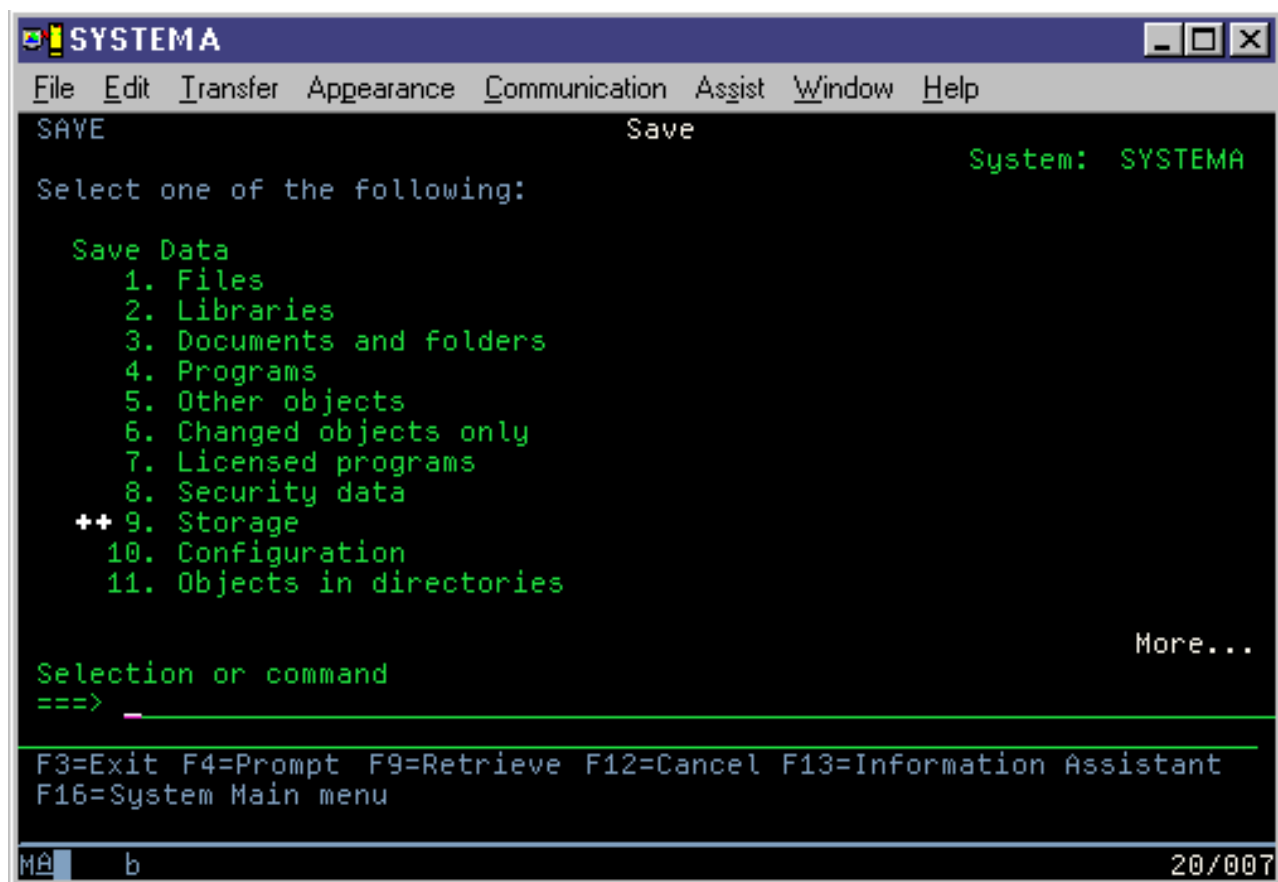 SYSTEMA
File Edit Transfer Appearance Communication Assist Window Help
SAVE Save
System: SYSTEMA
Select one of the following:
Save Data
1. Files
2. Libraries
3. Documents and folders
4. Programs
5. Other objects
6. Changed objects only
7. Licensed programs
8. Security data
++ 9. Storage
10. Configuration
11. Objects in directories
More...
Selection or command
===>
F3=Exit F4=Prompt F9=Retrieve F12=Cancel F13=Information Assistant
F16=System Main menu
MA b 20/007